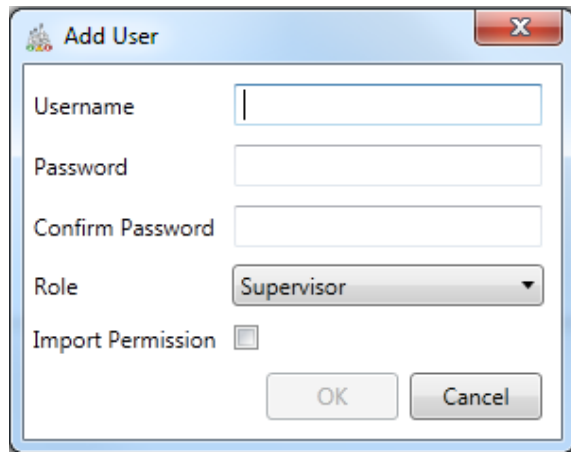 Add User
Username
Password
Confirm Password
Role Supervisor
Import Permission
OK Cancel